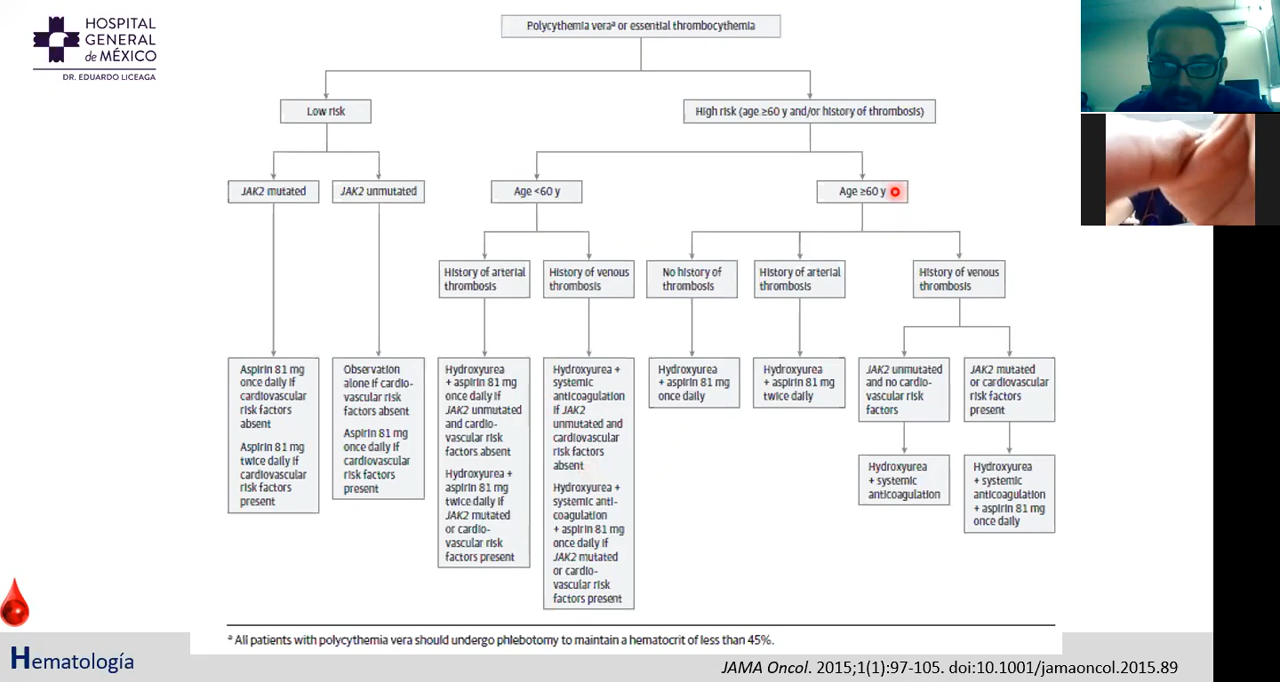 HOSPITAL
GENERAL
de MÉXICO
DR. EDUARDO LICEAGA
Polycythemia veraª or essential thrombocythemia
Low risk
High risk (age ≥60 y and/or history of thrombosis)
JAK2 mutated
JAK2 unmutated
Age <60 y
Age ≥60 y
History of arterial
thrombosis
History of venous
thrombosis
No history of
thrombosis
History of arterial
thrombosis
History of venous
thrombosis
Aspirin 81 mg
once daily if
cardiovascular
risk factors
absent
Aspirin 81 mg
twice daily if
cardiovascular
risk factors
present
Observation
alone if cardio-
vascular risk
factors absent
Aspirin 81 mg
once daily if
cardiovascular
risk factors
present
Hydroxyurea
+ aspirin 81 mg
once daily if
JAK2 unmutated
and cardio-
vascular risk
factors absent
Hydroxyurea +
aspirin 81 mg
twice daily if
JAK2 mutated
or cardio-
vascular risk
factors present
Hydroxyurea +
systemic
anticoagulation
if JAK2
unmutated and
cardiovascular
risk factors
absent
Hydroxyurea +
systemic anti-
coagulation
+ aspirin 81 mg
once daily if
JAK2 mutated
or cardio-
vascular risk
factors present
Hydroxyurea
+ aspirin 81 mg
once daily
Hydroxyurea
+ aspirin 81 mg
twice daily
JAK2 unmutated
and no cardio-
vascular risk
factors
JAK2 mutated
or cardiovascular
risk factors
present
Hydroxyurea
+ systemic
anticoagulation
Hydroxyurea
+ systemic
anticoagulation
+ aspirin 81 mg
once daily
ª All patients with polycythemia vera should undergo phlebotomy to maintain a hematocrit of less than 45%.
Hematología
JAMA Oncol. 2015;1(1):97-105. doi:10.1001/jamaoncol.2015.89